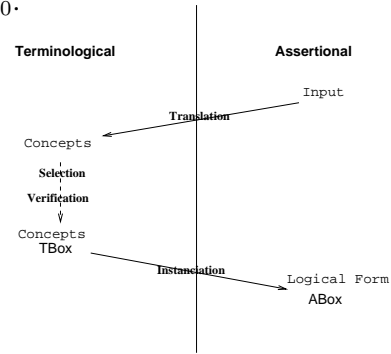 0.
Terminological Assertional
Input
Translation
Concepts
Selection
Verification
Concepts
TBox
Instanciation
Logical Form
ABox